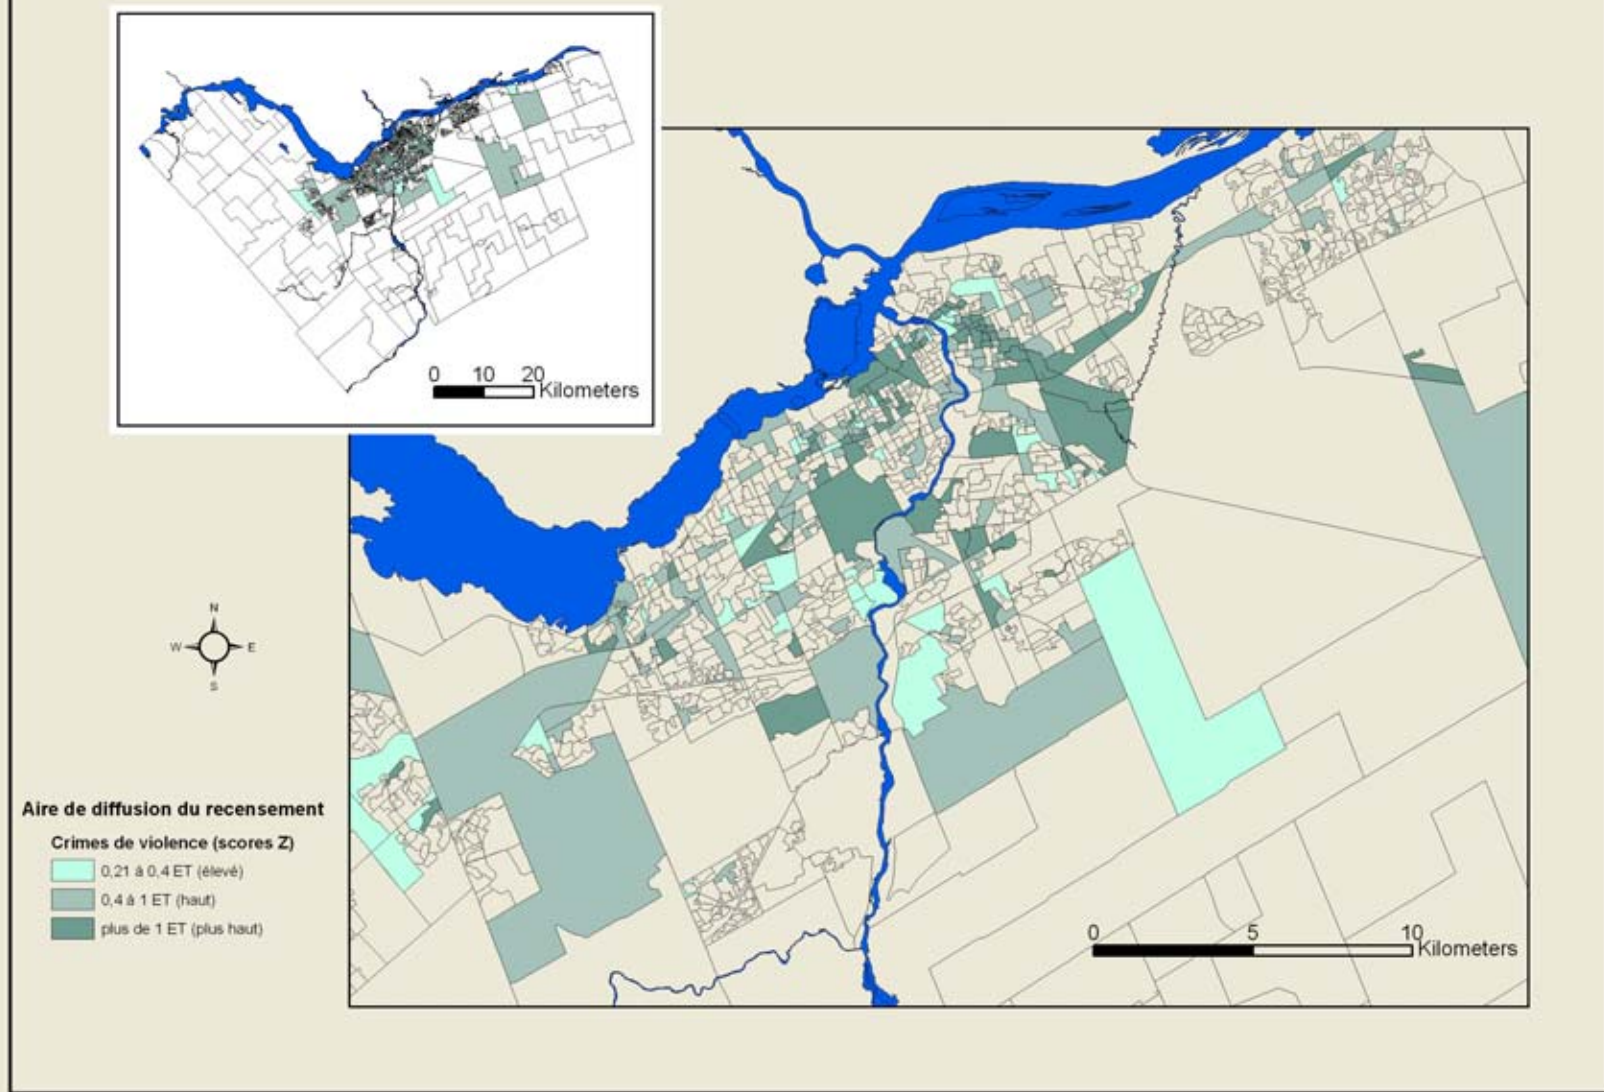 0 10 20
Kilometers
N
W E
S
Aire de diffusion du recensement
Crimes de violence (scores Z)
0,21 à 0,4 ET (élevé)
0,4 à 1 ET (haut)
plus de 1 ET (plus haut)
0 5 10
Kilometers